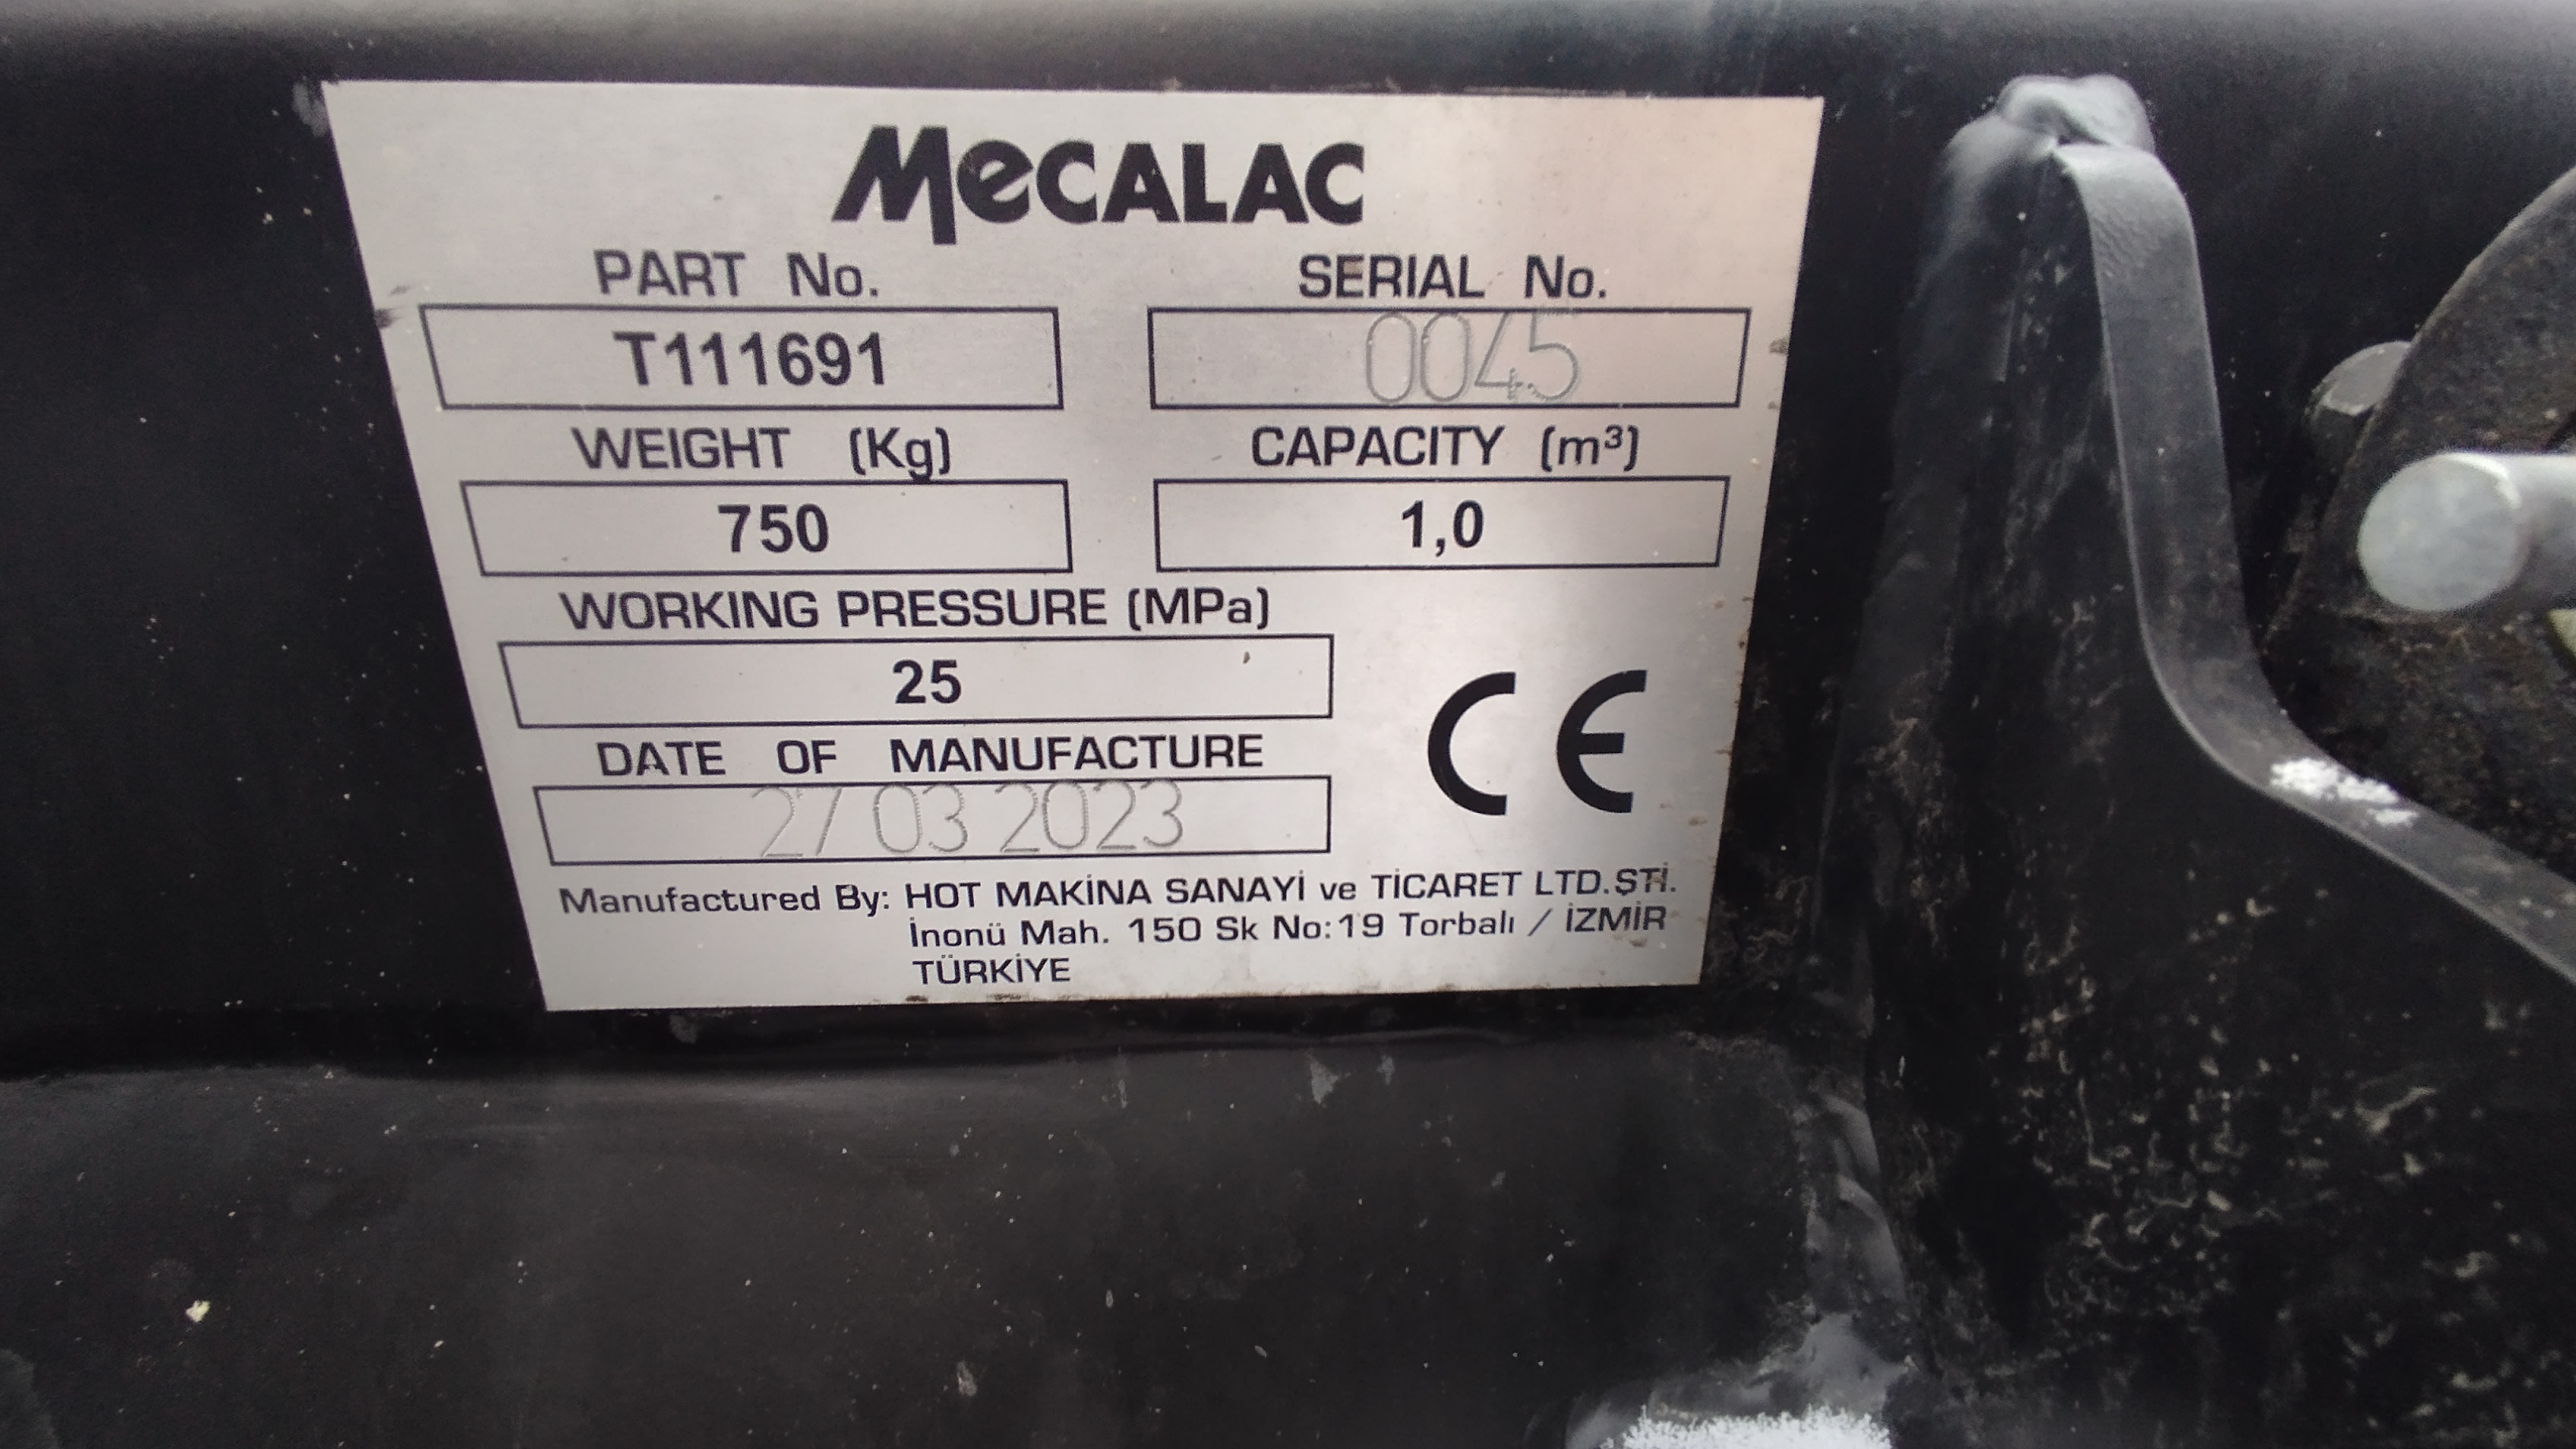 MECALAC
PART No. SERIAL No.
T111691 0045
WEIGHT (Kg) CAPACITY (m³)
750 1,0
WORKING PRESSURE (MPa)
25
DATE OF MANUFACTURE
27 03 2023
CE
Manufactured By: HOT MAKİNA SANAYİ ve TİCARET LTD.ŞTİ.
İnonü Mah. 150 Sk No:19 Torbalı / İZMİR
TÜRKİYE